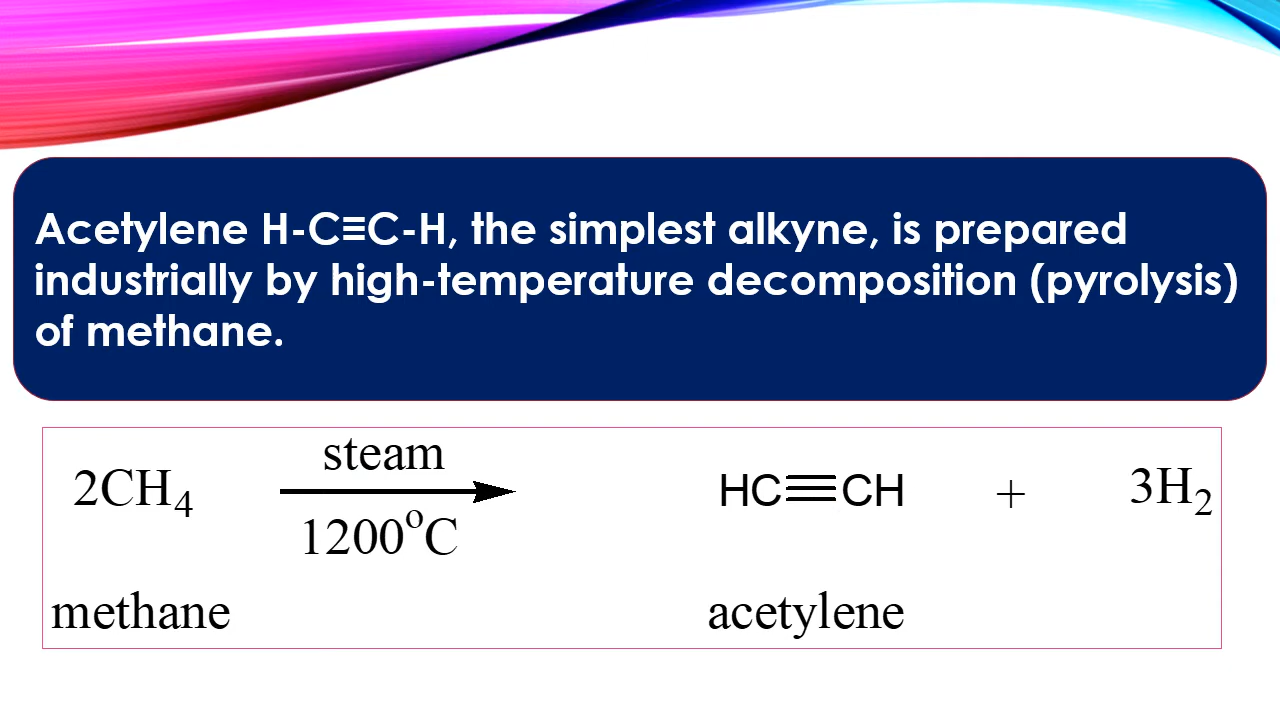 Acetylene H-C≡C-H, the simplest alkyne, is prepared
industrially by high-temperature decomposition (pyrolysis)
of methane.
steam
2CH₄ HC≡CH + 3H₂
1200°C
methane acetylene